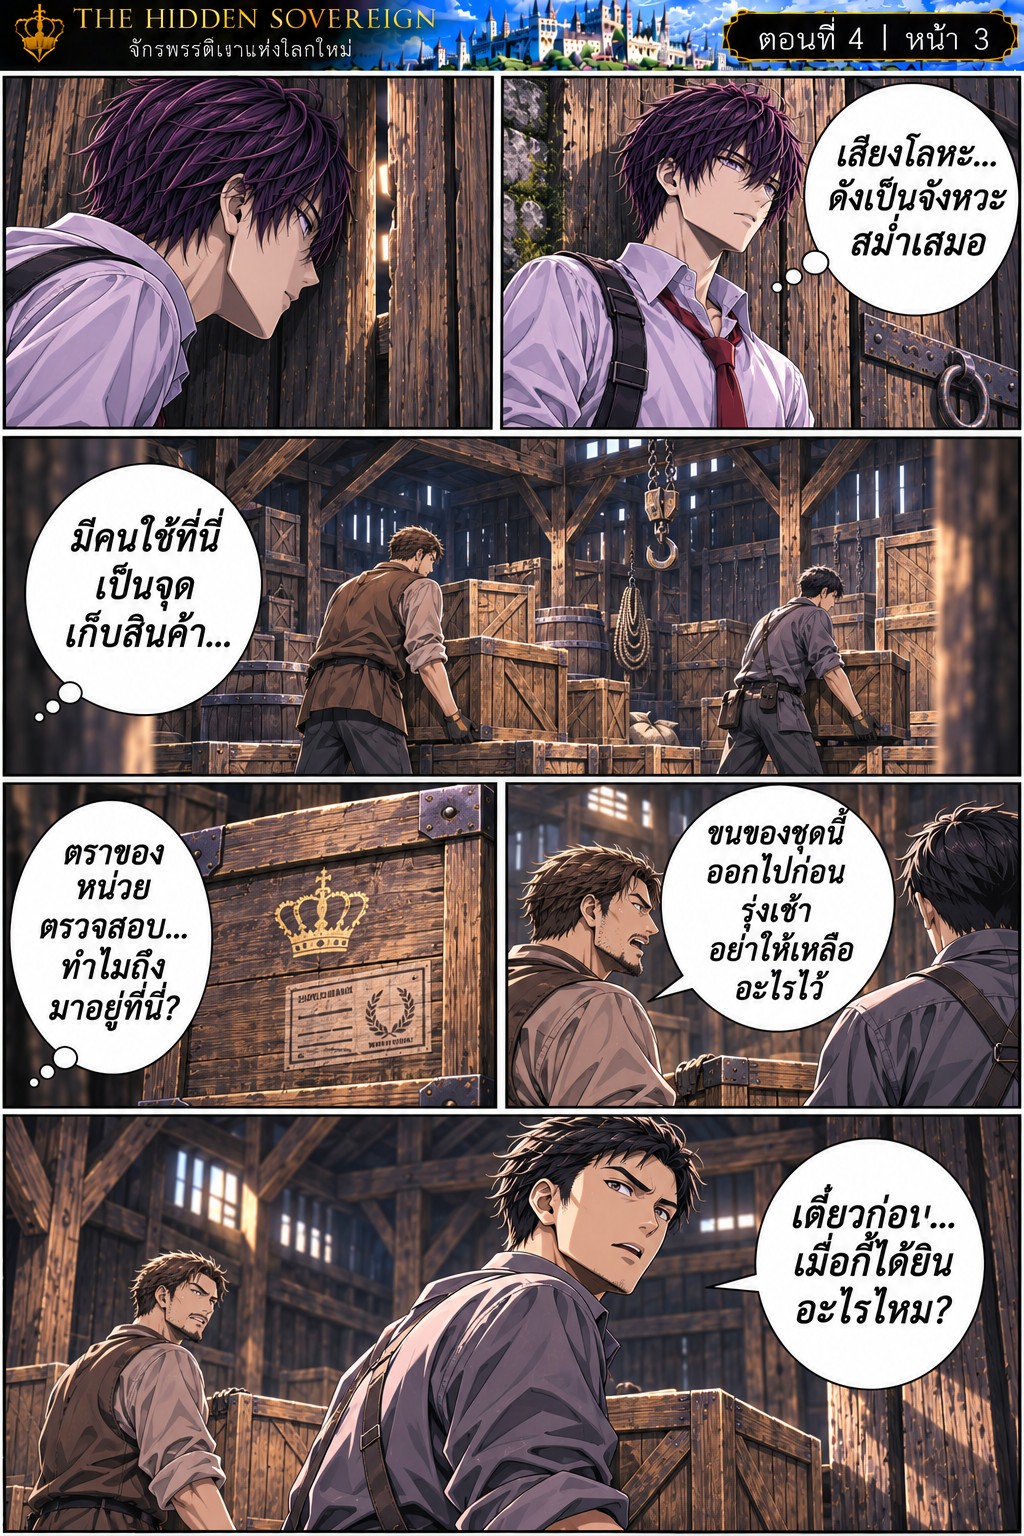 THE HIDDEN SOVEREIGN
จักรพรรดิเงาแห่งโลกใหม่
ตอนที่ 4 | หน้า 3
เสียงโลหะ...
ดังเป็นจังหวะ
สม่ำเสมอ
มีคนใช้ที่นี่
เป็นจุด
เก็บสินค้า...
ตราของ
หน่วย
ตรวจสอบ...
ทำไมถึง
มาอยู่ที่นี่?
ขนของชุดนี้
ออกไปก่อน
รุ่งเช้า
อย่าให้เหลือ
อะไรไว้
เดี๋ยวก่อน...
เมื่อกี้ได้ยิน
อะไรไหม?